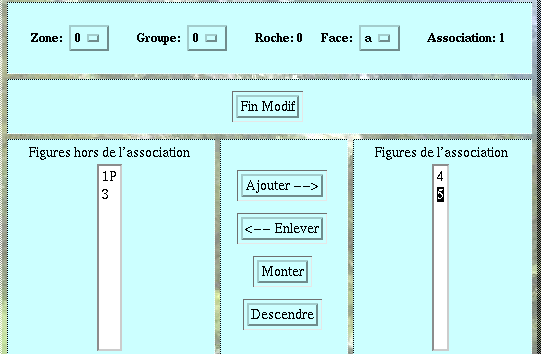 Zone: 0 Groupe: 0 Roche: 0 Face: a Association: 1
Fin Modif
Figures hors de l'association
1P
3
Ajouter -->
<-- Enlever
Monter
Descendre
Figures de l'association
4
5